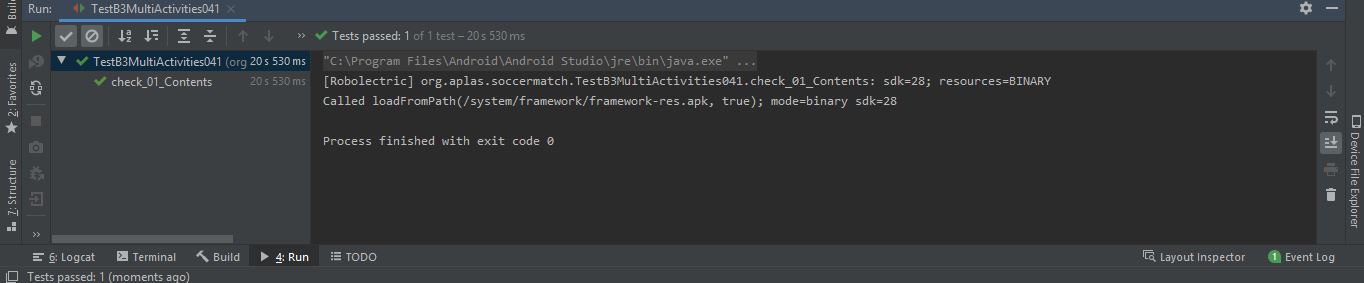 Run:
TestB3MultiActivities041
Tests passed: 1 of 1 test – 20 s 530 ms
TestB3MultiActivities041 (org 20 s 530 ms
check_01_Contents 20 s 530 ms
"C:\Program Files\Android\Android Studio\jre\bin\java.exe" ...
[Robolectric] org.aplas.soccermatch.TestB3MultiActivities041.check_01_Contents: sdk=28; resources=BINARY
Called loadFromPath(/system/framework/framework-res.apk, true); mode=binary sdk=28
Process finished with exit code 0
Build
2: Favorites
7: Structure
Device File Explorer
6: Logcat Terminal Build 4: Run TODO Layout Inspector 1 Event Log
Tests passed: 1 (moments ago)